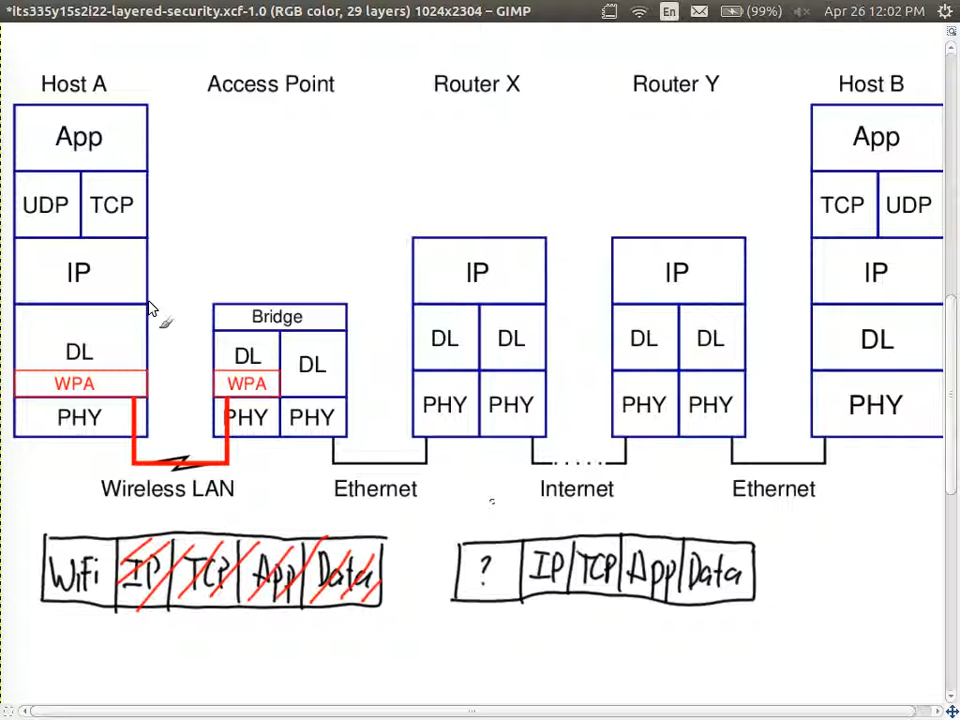 *its335y15s2i22-layered-security.xcf-1.0 (RGB color, 29 layers) 1024x2304 – GIMP En (99%) Apr 26 12:02 PM
Host A Access Point Router X Router Y Host B
App App
UDP TCP TCP UDP
IP IP IP IP
Bridge
DL DL DL DL DL DL DL DL
WPA WPA
PHY PHY PHY PHY PHY PHY PHY PHY
Wireless LAN Ethernet Internet Ethernet
WiFi IP TCP App Data ? IP TCP App Data